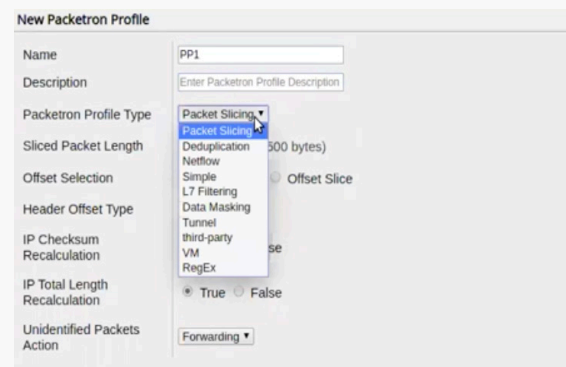 New Packetron Profile
Name PP1
Description Enter Packetron Profile Description
Packetron Profile Type Packet Slicing
Packet Slicing
Sliced Packet Length Deduplication 500 bytes)
Netflow
Offset Selection Simple Offset Slice
L7 Filtering
Header Offset Type Data Masking
Tunnel
IP Checksum third-party
Recalculation VM se
RegEx
IP Total Length
Recalculation True False
Unidentified Packets
Action Forwarding